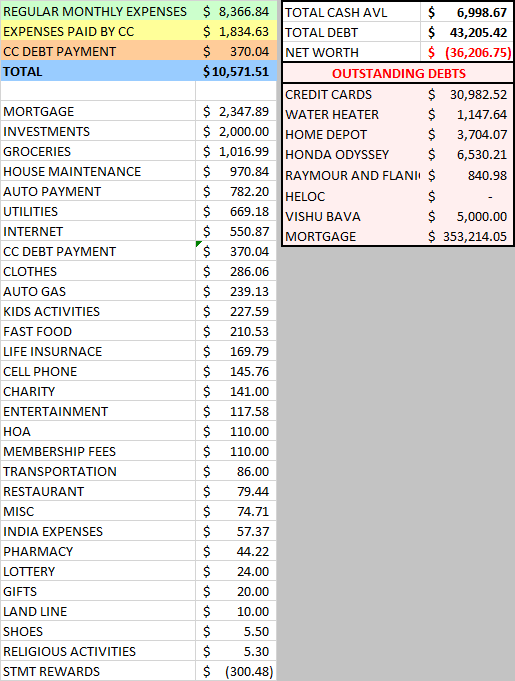 REGULAR MONTHLY EXPENSES $ 8,366.84
EXPENSES PAID BY CC $ 1,834.63
CC DEBT PAYMENT $ 370.04
TOTAL $10,571.51
MORTGAGE $ 2,347.89
INVESTMENTS $ 2,000.00
GROCERIES $ 1,016.99
HOUSE MAINTENANCE $ 970.84
AUTO PAYMENT $ 782.20
UTILITIES $ 669.18
INTERNET $ 550.87
CC DEBT PAYMENT $ 370.04
CLOTHES $ 286.06
AUTO GAS $ 239.13
KIDS ACTIVITIES $ 227.59
FAST FOOD $ 210.53
LIFE INSURNACE $ 169.79
CELL PHONE $ 145.76
CHARITY $ 141.00
ENTERTAINMENT $ 117.58
HOA $ 110.00
MEMBERSHIP FEES $ 110.00
TRANSPORTATION $ 86.00
RESTAURANT $ 79.44
MISC $ 74.71
INDIA EXPENSES $ 57.37
PHARMACY $ 44.22
LOTTERY $ 24.00
GIFTS $ 20.00
LAND LINE $ 10.00
SHOES $ 5.50
RELIGIOUS ACTIVITIES $ 5.30
STMT REWARDS $ (300.48)
TOTAL CASH AVL $ 6,998.67
TOTAL DEBT $ 43,205.42
NET WORTH $ (36,206.75)
OUTSTANDING DEBTS
CREDIT CARDS $ 30,982.52
WATER HEATER $ 1,147.64
HOME DEPOT $ 3,704.07
HONDA ODYSSEY $ 6,530.21
RAYMOUR AND FLANI $ 840.98
HELOC $ -
VISHU BAVA $ 5,000.00
MORTGAGE $ 353,214.05